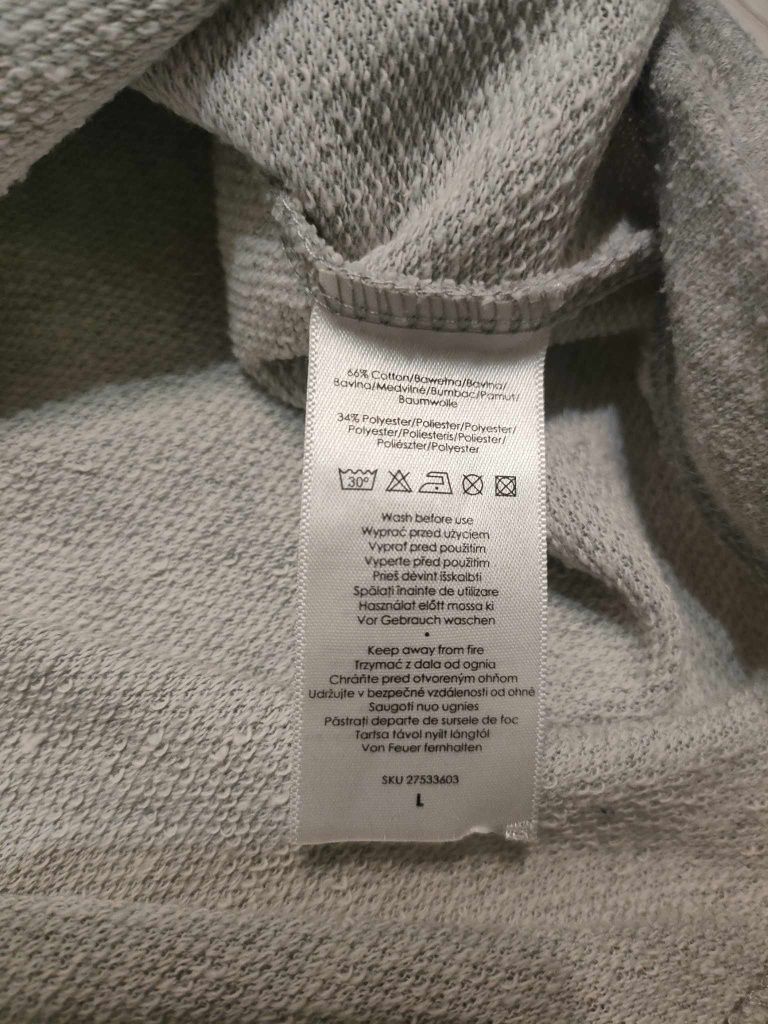 66% Cotton/Bawełna/Bavlna/
Bavlna/Medvilnė/Bumbac/Pamut/
Baumwolle
34% Polyester/Poliester/Polyester/
Polyester/Poliesteris/Poliester/
Poliészter/Polyester
30°
Wash before use
Wyprać przed użyciem
Vyprať pred použitím
Vyperte před použitím
Prieš dėvint išskalbti
Spălați înainte de utilizare
Használat előtt mossa ki
Vor Gebrauch waschen
•
Keep away from fire
Trzymać z dala od ognia
Chráňte pred otvoreným ohňom
Udržujte v bezpečné vzdálenosti od ohně
Saugoti nuo ugnies
Păstrați departe de sursele de foc
Tartsa távol nyílt lángtól
Von Feuer fernhalten
SKU 27533603
L